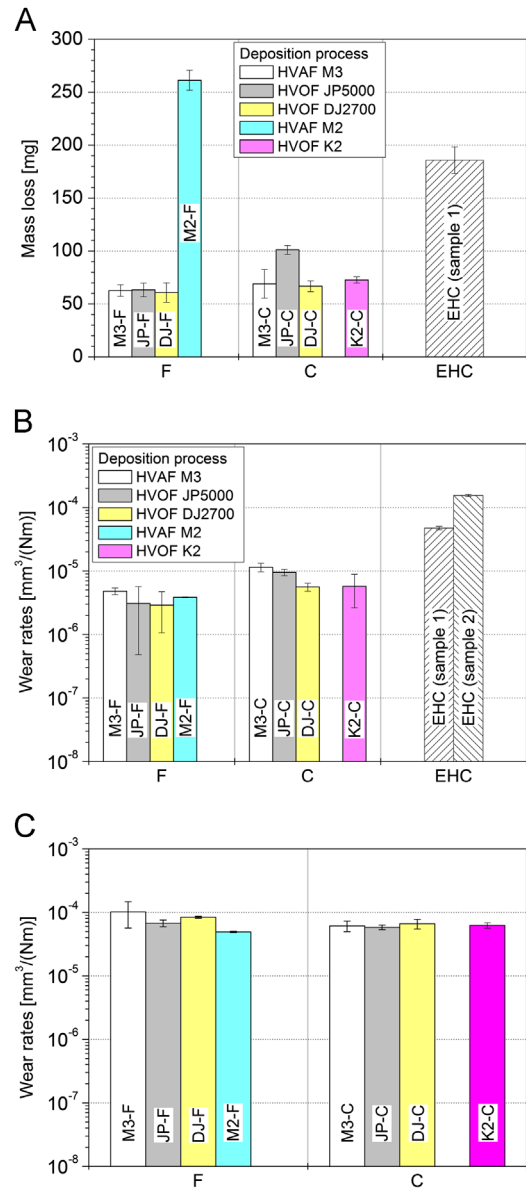 A
Mass loss [mg]
300
250
200
150
100
50
0
Deposition process
HVAF M3
HVOF JP5000
HVOF DJ2700
HVAF M2
HVOF K2
M3-F
JP-F
DJ-F
M2-F
M3-C
JP-C
DJ-C
K2-C
EHC (sample 1)
F
C
EHC
B
Wear rates [mm³/(Nm)]
10⁻³
10⁻⁴
10⁻⁵
10⁻⁶
10⁻⁷
10⁻⁸
Deposition process
HVAF M3
HVOF JP5000
HVOF DJ2700
HVAF M2
HVOF K2
M3-F
JP-F
DJ-F
M2-F
M3-C
JP-C
DJ-C
K2-C
EHC (sample 1)
EHC (sample 2)
F
C
EHC
C
Wear rates [mm³/(Nm)]
10⁻³
10⁻⁴
10⁻⁵
10⁻⁶
10⁻⁷
10⁻⁸
M3-F
JP-F
DJ-F
M2-F
M3-C
JP-C
DJ-C
K2-C
F
C